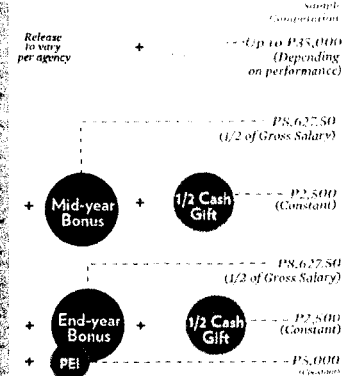 Sample
Computation
Release
to vary
per agency
+
Up to P35,000
(Depending
on performance)
P8,627.50
(1/2 of Gross Salary)
+ Mid-year
Bonus
+ 1/2 Cash
Gift
P2,500
(Constant)
P8,627.50
(1/2 of Gross Salary)
+ End-year
Bonus
+ 1/2 Cash
Gift
P2,500
(Constant)
+ PEI
P5,000
(Constant)